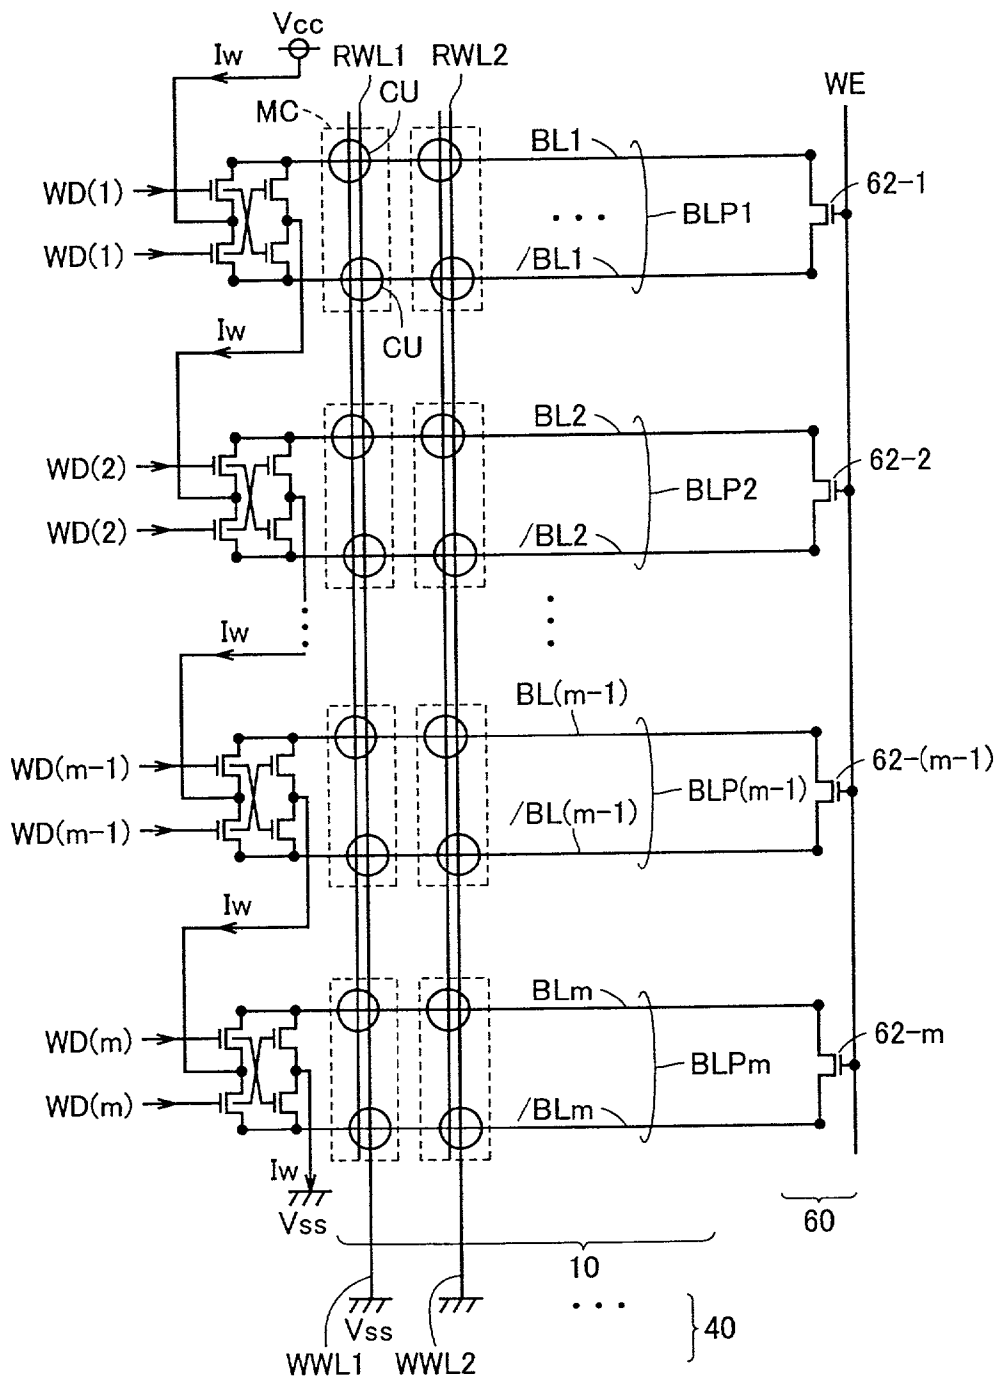 Vcc
Iw
RWL1
RWL2
CU
MC
WE
BL1
62-1
WD(1)
BLP1
WD(1)
/BL1
Iw
CU
BL2
62-2
WD(2)
BLP2
WD(2)
/BL2
Iw
BL(m-1)
62-(m-1)
WD(m-1)
BLP(m-1)
WD(m-1)
/BL(m-1)
Iw
BLm
62-m
WD(m)
BLPm
WD(m)
/BLm
Iw
Vss
60
10
Vss
40
WWL1
WWL2